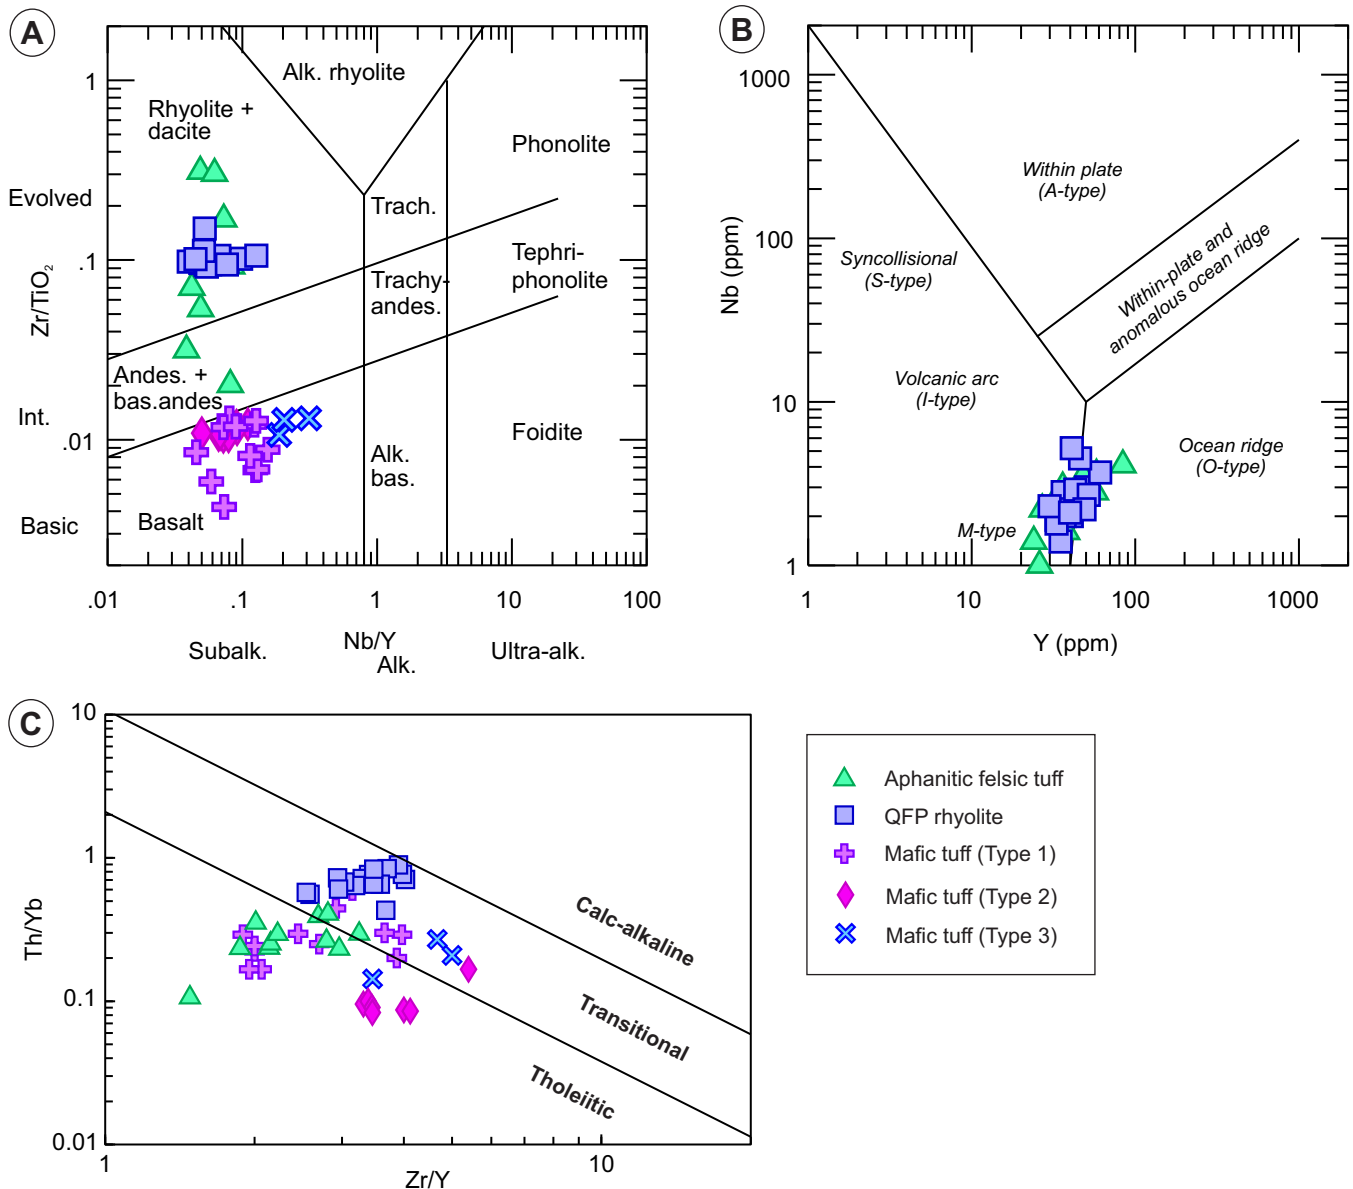 A
1
.1
.01
Evolved
Int.
Basic
Zr/TiO₂
Alk. rhyolite
Rhyolite +
dacite
Phonolite
Trach.
Tephri-
phonolite
Trachy-
andes.
Andes. +
bas.andes
Foidite
Alk.
bas.
Basalt
.01
.1
1
10
100
Nb/Y
Subalk.
Alk.
Ultra-alk.
B
1000
100
10
1
Nb (ppm)
Within plate
(A-type)
Syncollisional
(S-type)
Within-plate and
anomalous ocean ridge
Volcanic arc
(I-type)
Ocean ridge
(O-type)
M-type
1
10
100
1000
Y (ppm)
C
10
1
0.1
0.01
Th/Yb
Calc-alkaline
Transitional
Tholeiitic
1
10
Zr/Y
Aphanitic felsic tuff
QFP rhyolite
Mafic tuff (Type 1)
Mafic tuff (Type 2)
Mafic tuff (Type 3)